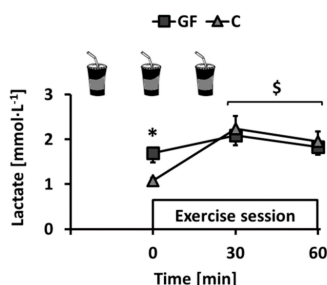 GF C
$
3
2
1
0
*
Lactate [mmol·L-1]
Exercise session
0 30 60
Time [min]